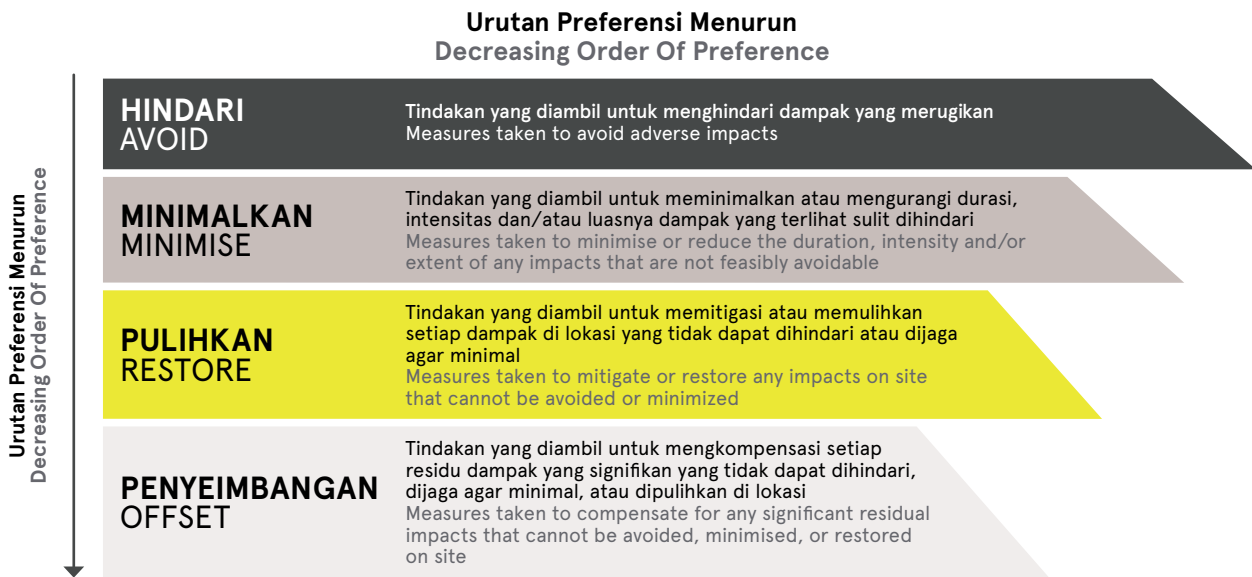 Urutan Preferensi Menurun
Decreasing Order Of Preference
Urutan Preferensi Menurun
Decreasing Order Of Preference
HINDARI
AVOID
Tindakan yang diambil untuk menghindari dampak yang merugikan
Measures taken to avoid adverse impacts
MINIMALKAN
MINIMISE
Tindakan yang diambil untuk meminimalkan atau mengurangi durasi,
intensitas dan/atau luasnya dampak yang terlihat sulit dihindari
Measures taken to minimise or reduce the duration, intensity and/or
extent of any impacts that are not feasibly avoidable
PULIHKAN
RESTORE
Tindakan yang diambil untuk memitigasi atau memulihkan
setiap dampak di lokasi yang tidak dapat dihindari atau dijaga
agar minimal
Measures taken to mitigate or restore any impacts on site
that cannot be avoided or minimized
PENYEIMBANGAN
OFFSET
Tindakan yang diambil untuk mengkompensasi setiap
residu dampak yang signifikan yang tidak dapat dihindari,
dijaga agar minimal, atau dipulihkan di lokasi
Measures taken to compensate for any significant residual
impacts that cannot be avoided, minimised, or restored
on site